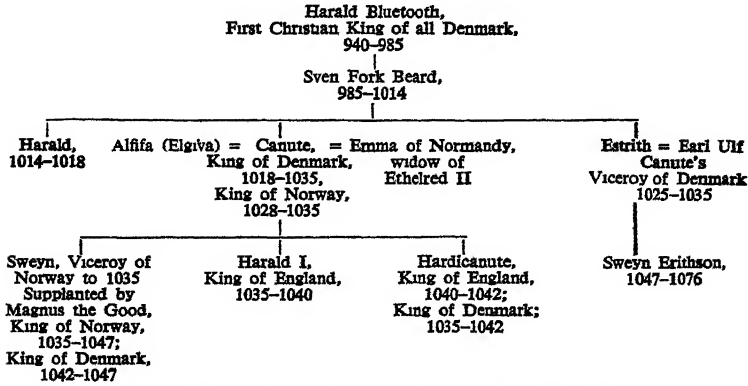 Harald Bluetooth,
First Christian King of all Denmark,
940–985
Sven Fork Beard,
985–1014
Harald,
1014–1018
Alfifa (Elgiva) = Canute, = Emma of Normandy,
King of Denmark,
1018–1035,
King of Norway,
1028–1035
widow of
Ethelred II
Estrith = Earl Ulf
Canute's
Viceroy of Denmark
1025–1035
Sweyn, Viceroy of
Norway to 1035
Supplanted by
Magnus the Good,
King of Norway,
1035–1047;
King of Denmark,
1042–1047
Harald I,
King of England,
1035–1040
Hardicanute,
King of England,
1040–1042;
King of Denmark;
1035–1042
Sweyn Erithson,
1047–1076